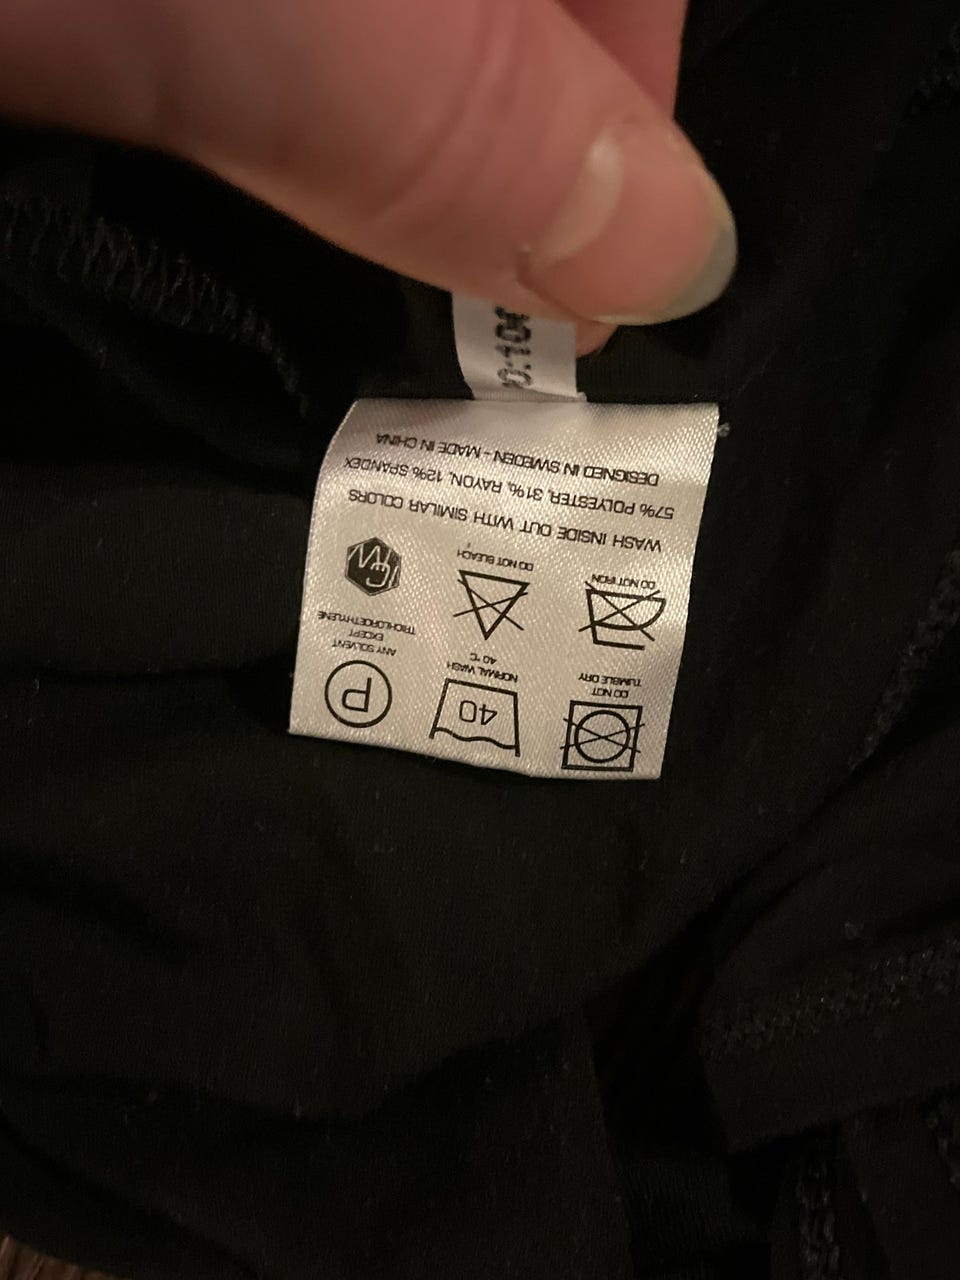 DO NOT
TUMBLE DRY
40
NORMAL WASH
40 °C
P
ANY SOLVENT
EXCEPT
TRICHLOROETHYLENE
DO NOT IRON
DO NOT BLEACH
WASH INSIDE OUT WITH SIMILAR COLORS
57% POLYESTER, 31%, RAYON, 12% SPANDEX
DESIGNED IN SWEDEN - MADE IN CHINA